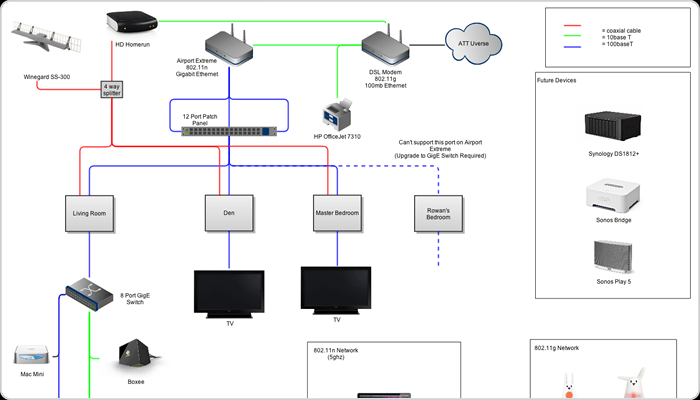 HD Homerun
Winegard SS-300
4 way
splitter
Airport Extreme
802.11n
Gigabit Ethernet
DSL Modem
802.11g
100mb Ethernet
ATT Uverse
= coaxial cable
= 10base T
= 100baseT
12 Port Patch
Panel
HP OfficeJet 7310
Can't support this port on Airport
Extreme
(Upgrade to GigE Switch Required)
Future Devices
Synology DS1812+
Sonos Bridge
Sonos Play 5
Living Room
Den
Master Bedroom
Rowan's
Bedroom
8 Port GigE
Switch
TV
TV
Mac Mini
Boxee
802.11n Network
(5ghz)
802.11g Network